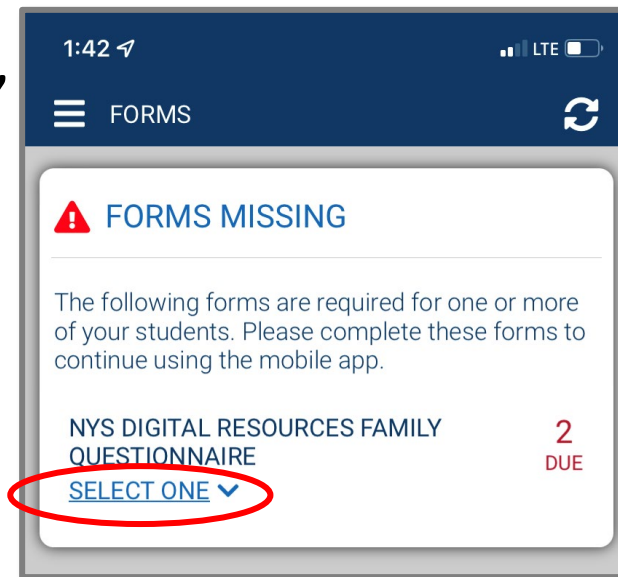 1:42 LTE
FORMS
FORMS MISSING
The following forms are required for one or more
of your students. Please complete these forms to
continue using the mobile app.
NYS DIGITAL RESOURCES FAMILY
QUESTIONNAIRE
2
DUE
SELECT ONE